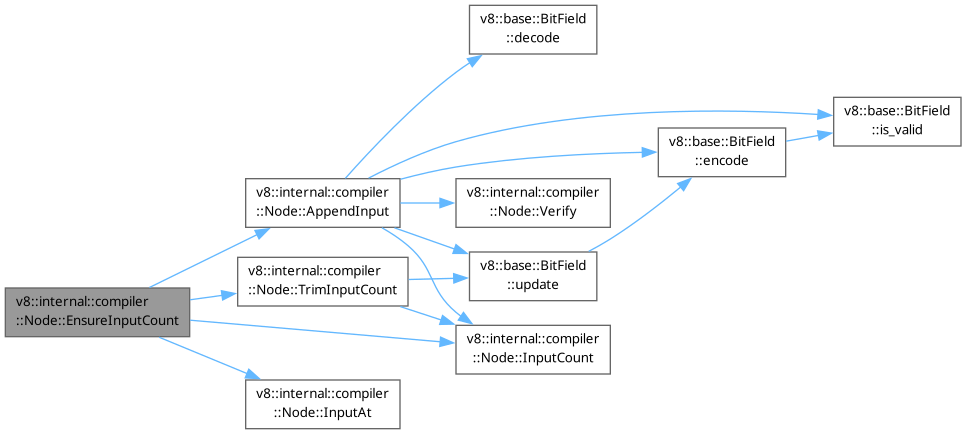 v8::base::BitField
::decode
v8::base::BitField
::is_valid
v8::base::BitField
::encode
v8::internal::compiler
::Node::AppendInput
v8::internal::compiler
::Node::Verify
v8::base::BitField
::update
v8::internal::compiler
::Node::TrimInputCount
v8::internal::compiler
::Node::EnsureInputCount
v8::internal::compiler
::Node::InputCount
v8::internal::compiler
::Node::InputAt